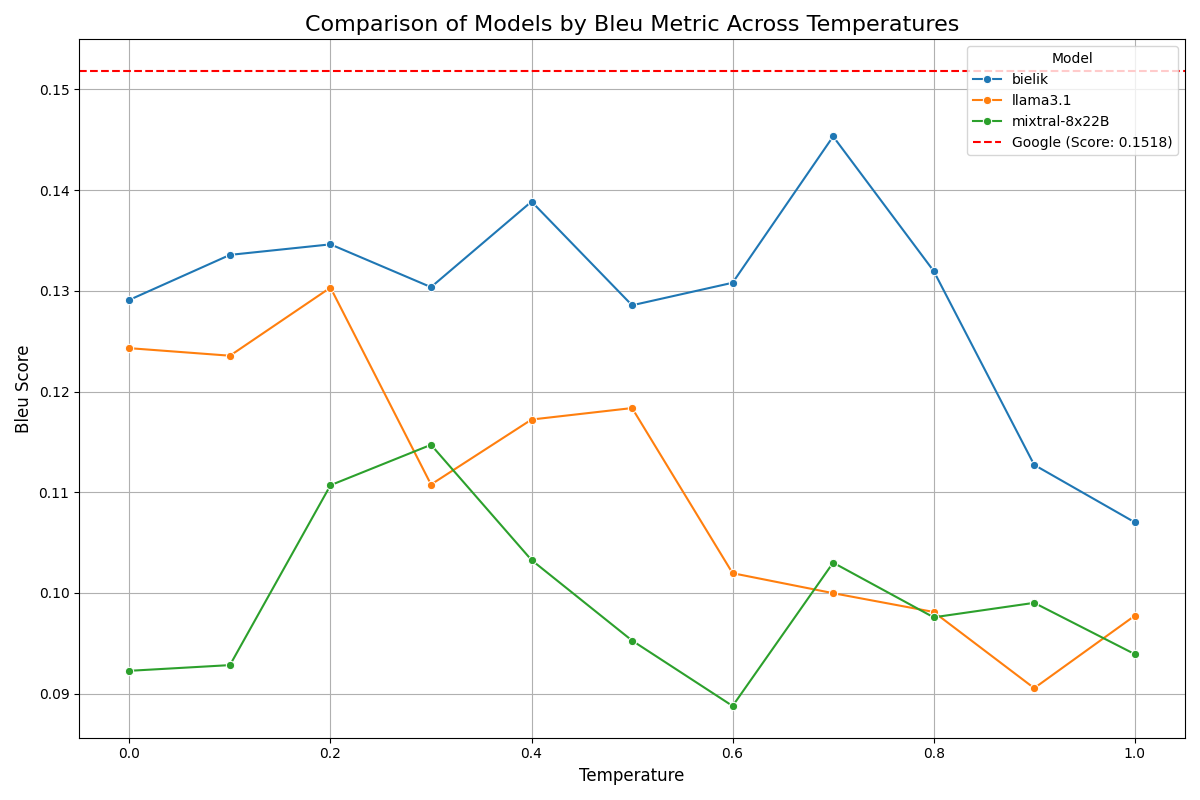 Comparison of Models by Bleu Metric Across Temperatures
Model
bielik
llama3.1
mixtral-8x22B
Google (Score: 0.1518)
Bleu Score
0.15
0.14
0.13
0.12
0.11
0.10
0.09
0.0
0.2
0.4
0.6
0.8
1.0
Temperature